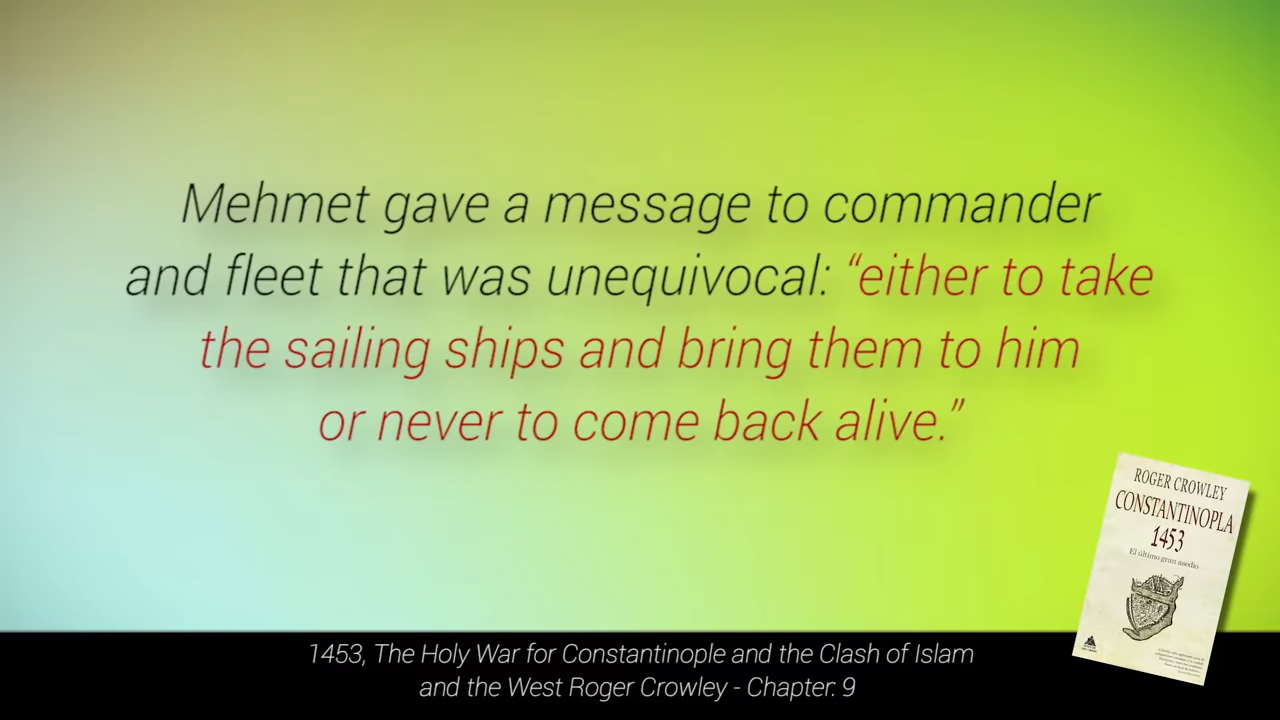 Mehmet gave a message to commander
and fleet that was unequivocal: “either to take
the sailing ships and bring them to him
or never to come back alive.”
ROGER CROWLEY
CONSTANTINOPLA
1453
El último gran asedio
1453, The Holy War for Constantinople and the Clash of Islam
and the West Roger Crowley - Chapter: 9